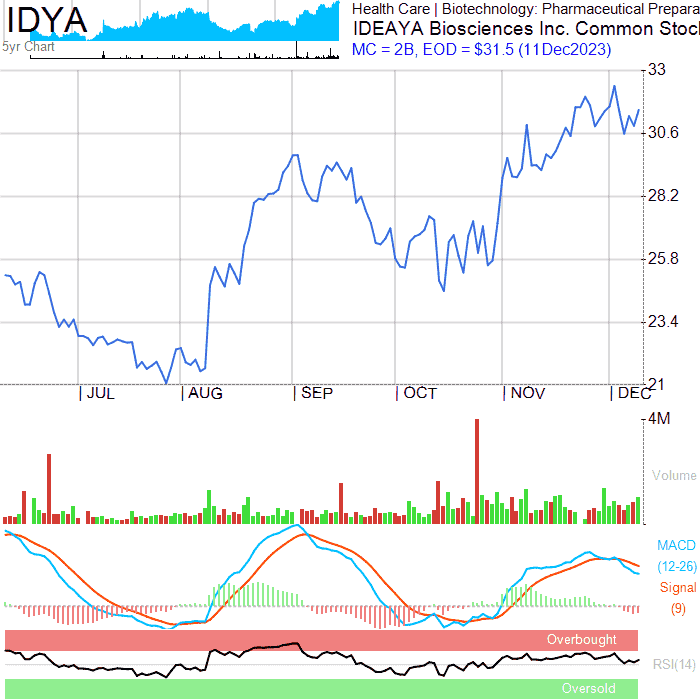 IDYA
5yr Chart
Health Care | Biotechnology: Pharmaceutical Prepara
IDEAYA Biosciences Inc. Common Stoc
MC = 2B, EOD = $31.5 (11Dec2023)
33
30.6
28.2
25.8
23.4
21
JUL AUG SEP OCT NOV DEC
4M
Volume
MACD
(12-26)
Signal
(9)
Overbought
RSI(14)
Oversold